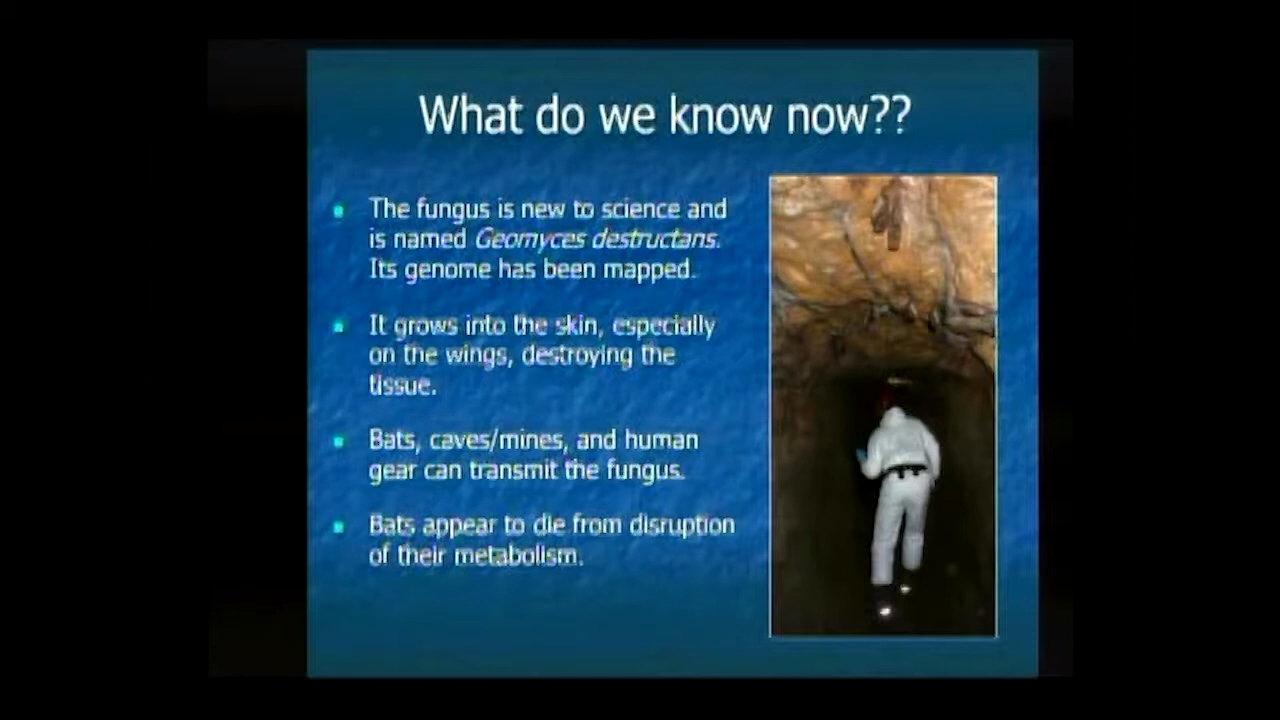 What do we know now??
The fungus is new to science and
is named Geomyces destructans.
Its genome has been mapped.
It grows into the skin, especially
on the wings, destroying the
tissue.
Bats, caves/mines, and human
gear can transmit the fungus.
Bats appear to die from disruption
of their metabolism.